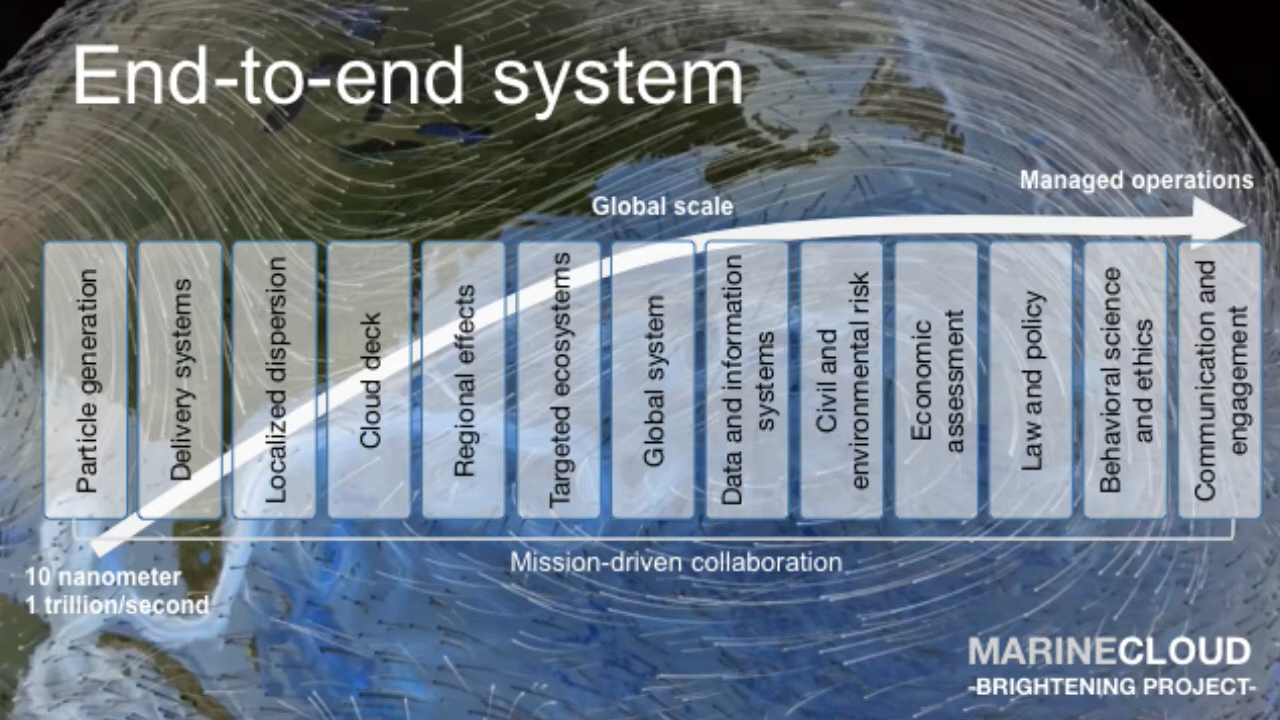 End-to-end system
Managed operations
Global scale
Particle generation
Delivery systems
Localized dispersion
Cloud deck
Regional effects
Targeted ecosystems
Global system
Data and information
systems
Civil and
environmental risk
Economic
assessment
Law and policy
Behavioral science
and ethics
Communication and
engagement
Mission-driven collaboration
10 nanometer
1 trillion/second
MARINECLOUD
-BRIGHTENING PROJECT-